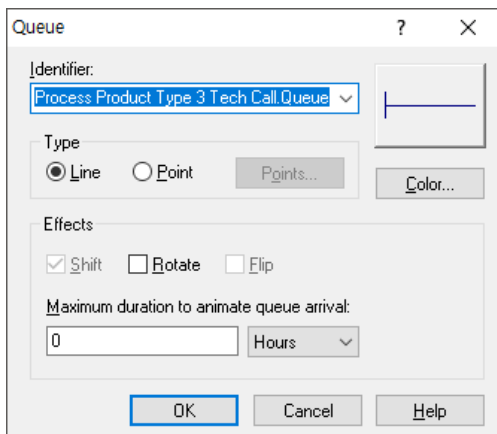 Queue
?
Identifier:
Process Product Type 3 Tech Call.Queue
Type
Line
Point
Points...
Color...
Effects
Shift
Rotate
Flip
Maximum duration to animate queue arrival:
0
Hours
OK
Cancel
Help